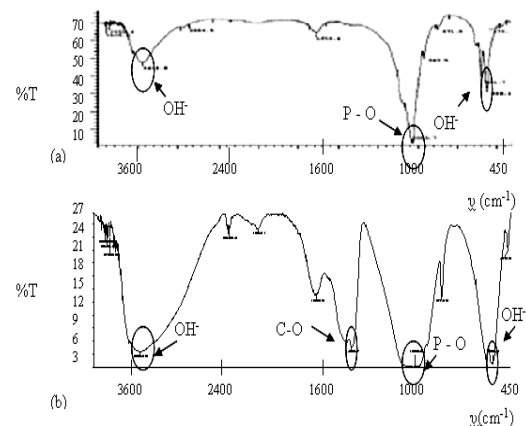 70
60
50
40
30
20
10
%T
OH-
P - O
OH-
(a)
3600 2400 1600 1000 450
υ (cm-1)
27
24
21
18
15
12
9
6
3
%T
OH-
C-O
P - O
OH-
(b)
3600 2400 1600 1000 450
υ(cm-1)